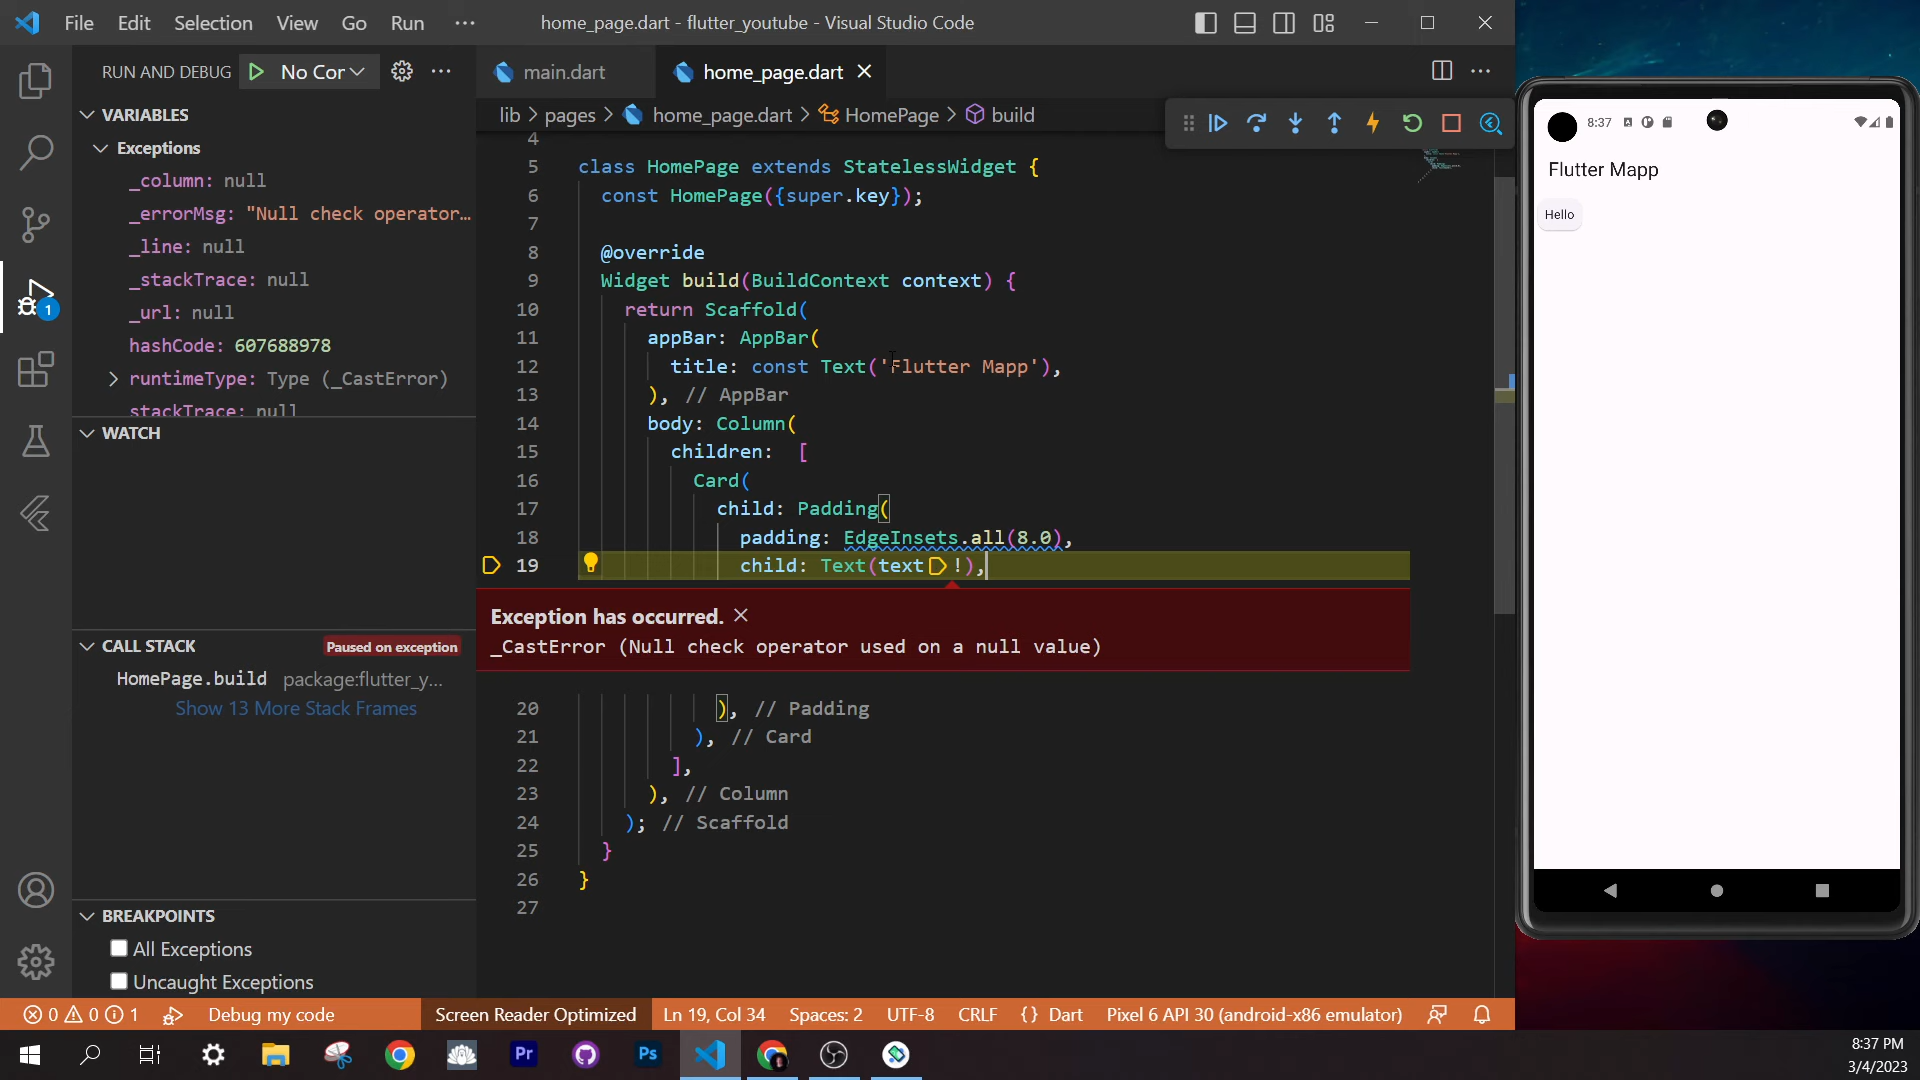 File Edit Selection View Go Run ··· home_page.dart - flutter_youtube - Visual Studio Code
RUN AND DEBUG No Cor ···
main.dart home_page.dart
lib > pages > home_page.dart > HomePage > build
VARIABLES
Exceptions
_column: null
_errorMsg: "Null check operator…
_line: null
_stackTrace: null
_url: null
hashCode: 607688978
runtimeType: Type (_CastError)
stackTrace: null
WATCH
CALL STACK Paused on exception
HomePage.build package:flutter_y...
Show 13 More Stack Frames
BREAKPOINTS
All Exceptions
Uncaught Exceptions
1
4
5 class HomePage extends StatelessWidget {
6 const HomePage({super.key});
7
8 @override
9 Widget build(BuildContext context) {
10 return Scaffold(
11 appBar: AppBar(
12 title: const Text('Flutter Mapp'),
13 ), // AppBar
14 body: Column(
15 children: [
16 Card(
17 child: Padding(
18 padding: EdgeInsets.all(8.0),
19 child: Text(text!),
Exception has occurred.
_CastError (Null check operator used on a null value)
20 ), // Padding
21 ), // Card
22 ],
23 ), // Column
24 ); // Scaffold
25 }
26 }
27
8:37
Flutter Mapp
Hello
0 0 1 Debug my code Screen Reader Optimized Ln 19, Col 34 Spaces: 2 UTF-8 CRLF {} Dart Pixel 6 API 30 (android-x86 emulator)
Pr Ps
8:37 PM
3/4/2023